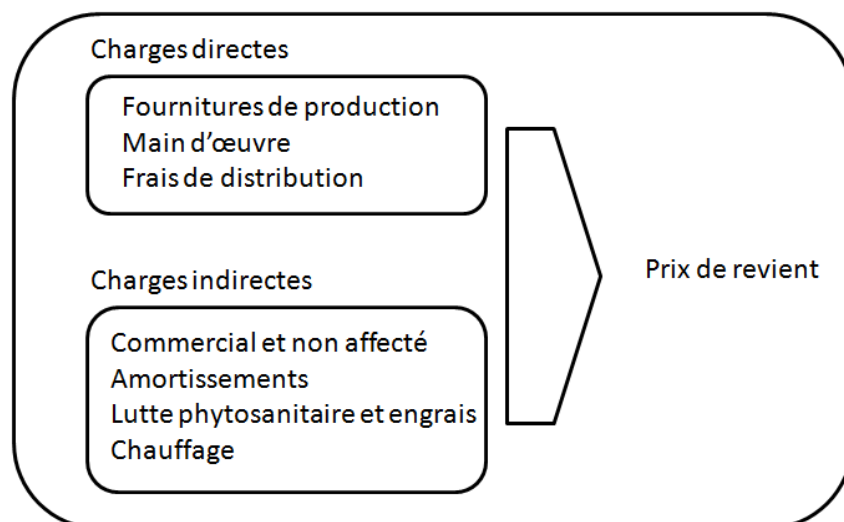 Charges directes
Fournitures de production
Main d'œuvre
Frais de distribution
Prix de revient
Charges indirectes
Commercial et non affecté
Amortissements
Lutte phytosanitaire et engrais
Chauffage